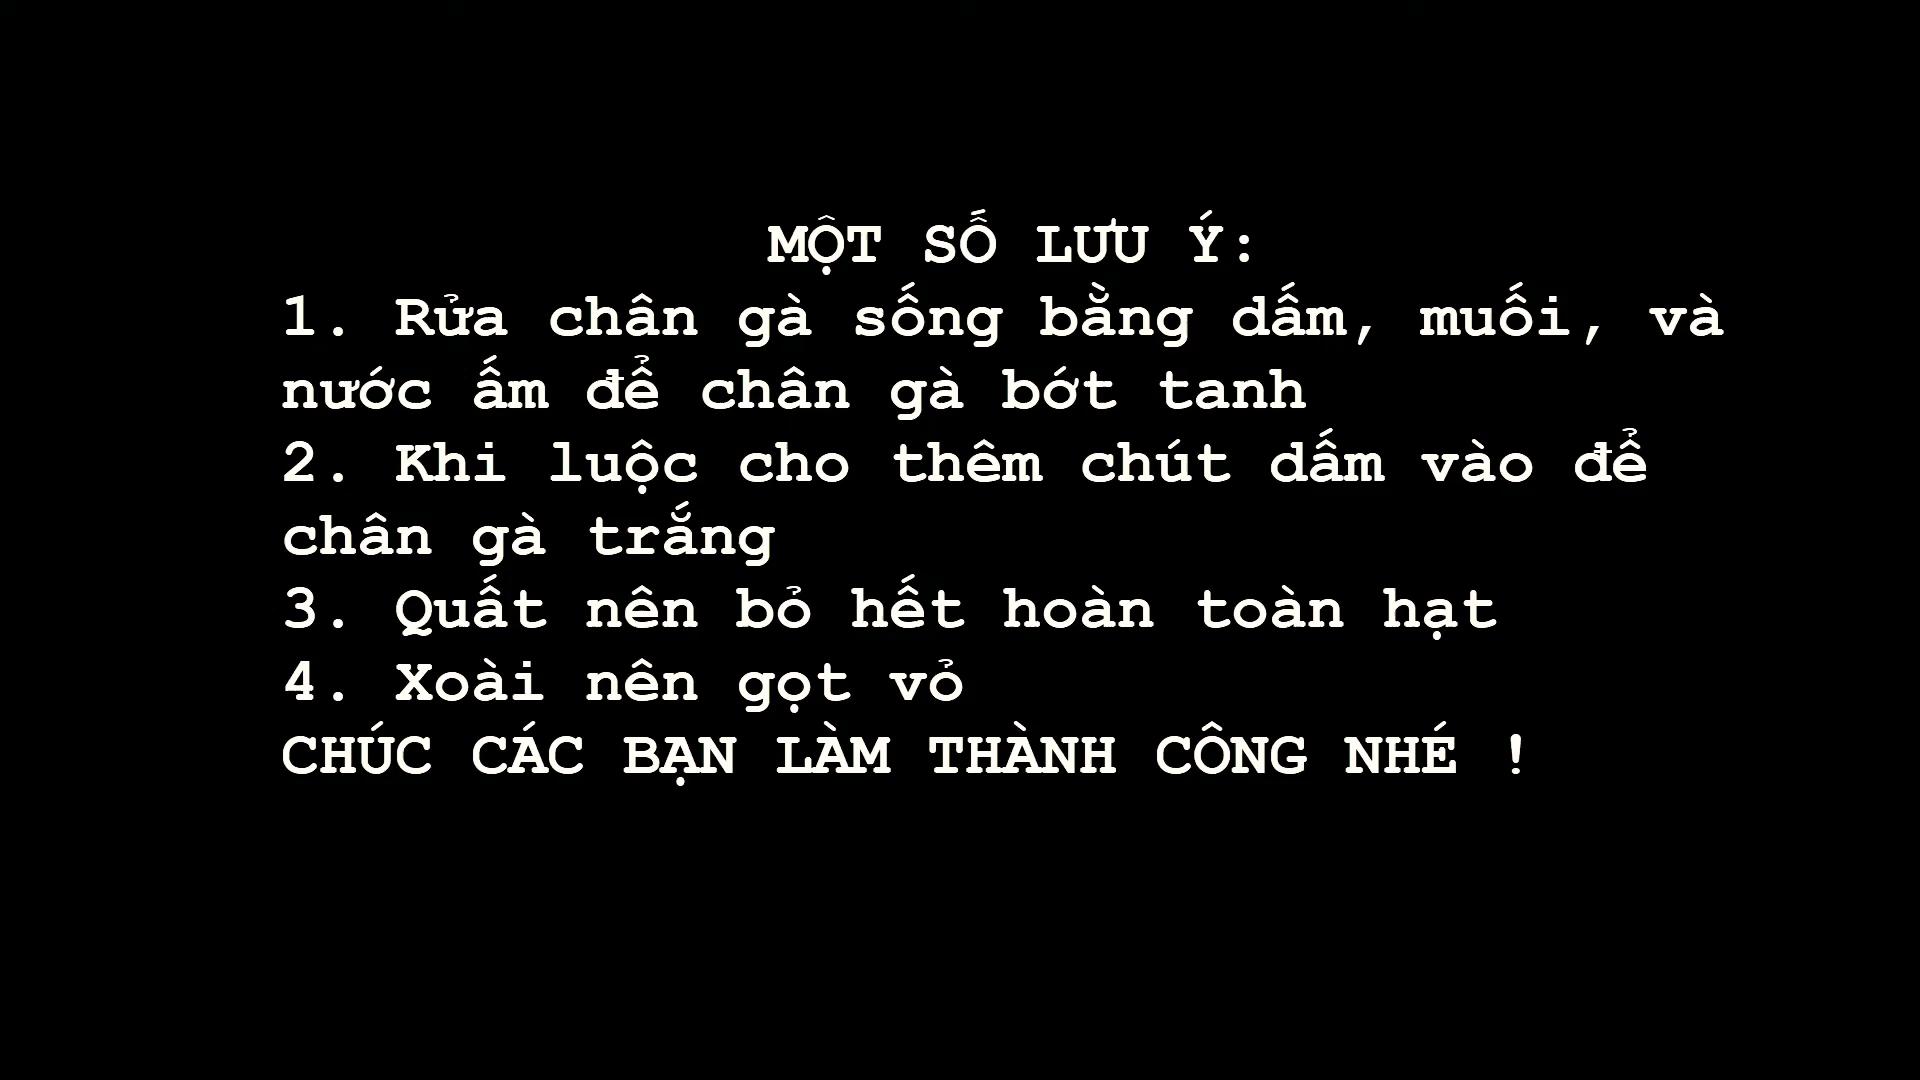 MỘT SỐ LƯU Ý:
1. Rửa chân gà sống bằng dấm, muối, và
nước ấm để chân gà bớt tanh
2. Khi luộc cho thêm chút dấm vào để
chân gà trắng
3. Quất nên bỏ hết hoàn toàn hạt
4. Xoài nên gọt vỏ
CHÚC CÁC BẠN LÀM THÀNH CÔNG NHÉ !